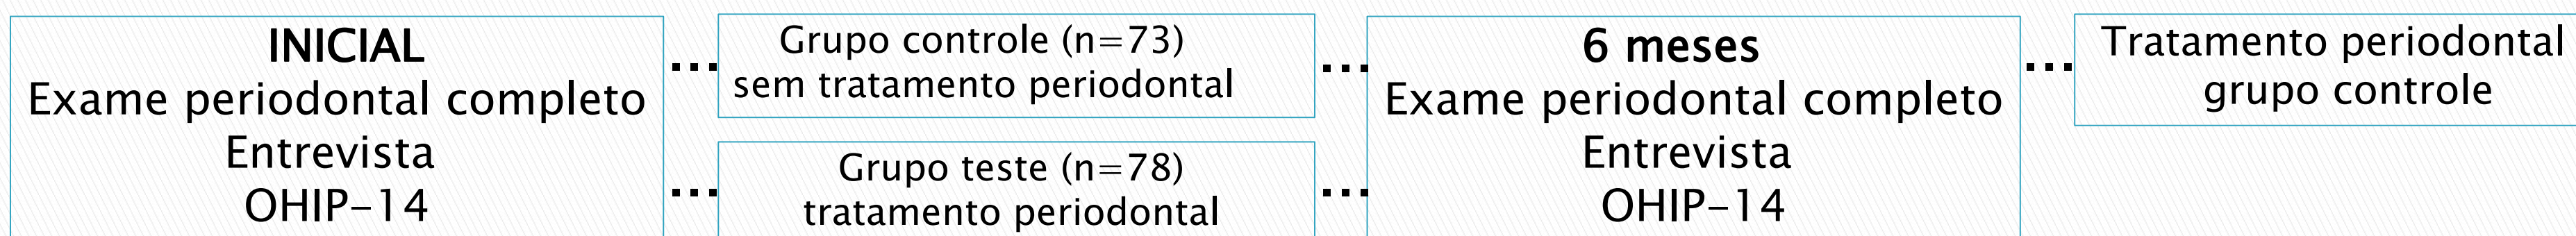 INICIAL
Exame periodontal completo
Entrevista
OHIP-14
Grupo controle (n=73)
sem tratamento periodontal
Grupo teste (n=78)
tratamento periodontal
6 meses
Exame periodontal completo
Entrevista
OHIP-14
Tratamento periodontal
grupo controle